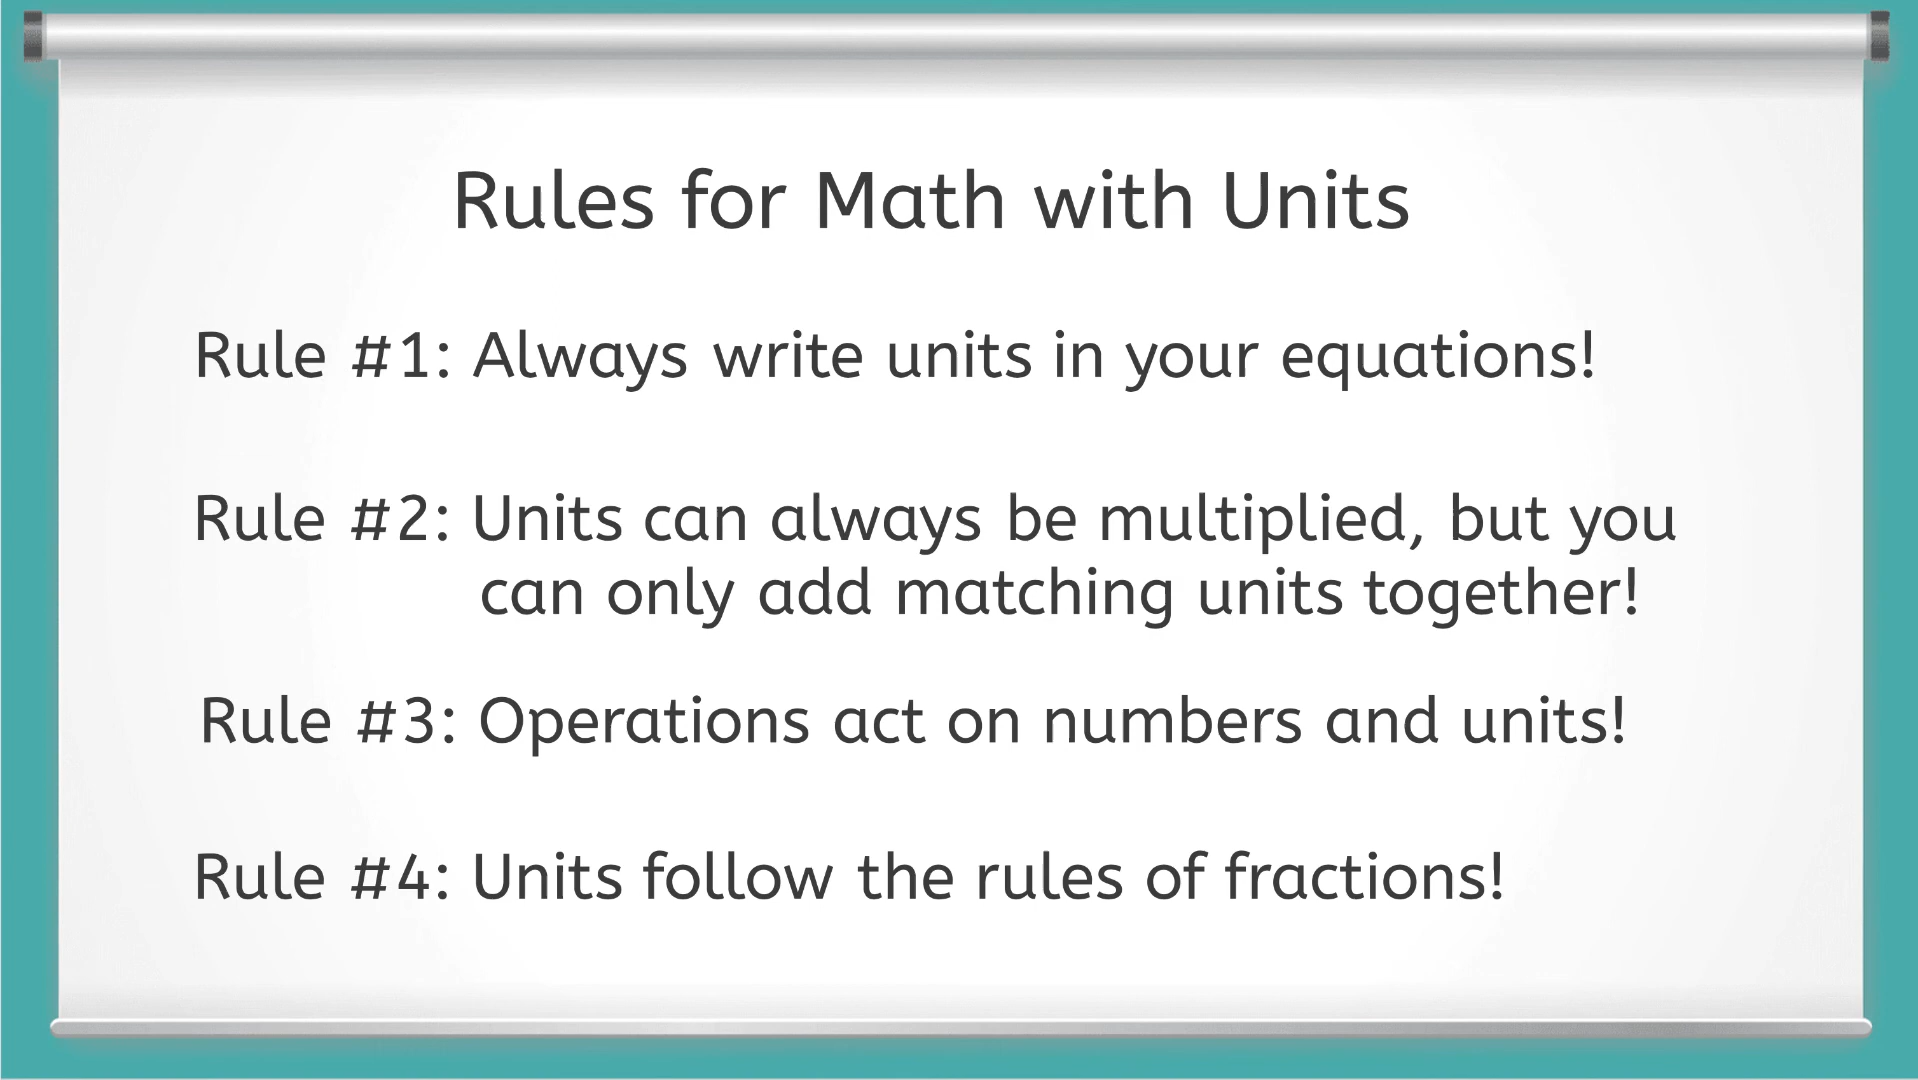 Rules for Math with Units
Rule #1: Always write units in your equations!
Rule #2: Units can always be multiplied, but you
can only add matching units together!
Rule #3: Operations act on numbers and units!
Rule #4: Units follow the rules of fractions!